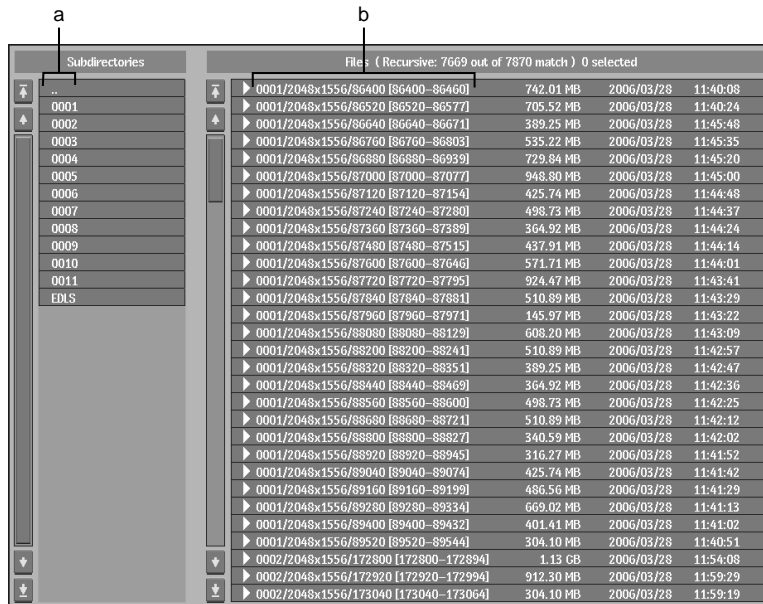 a b
Subdirectories Files ( Recursive: 7669 out of 7870 match ) 0 selected
.. 0001/2048x1556/86400 [86400–86460] 742.01 MB 2006/03/28 11:40:08
0001 0001/2048x1556/86520 [86520–86577] 705.52 MB 2006/03/28 11:40:24
0002 0001/2048x1556/86640 [86640–86671] 389.25 MB 2006/03/28 11:45:48
0003 0001/2048x1556/86760 [86760–86803] 535.22 MB 2006/03/28 11:45:35
0004 0001/2048x1556/86880 [86880–86939] 729.84 MB 2006/03/28 11:45:20
0005 0001/2048x1556/87000 [87000–87077] 948.80 MB 2006/03/28 11:45:00
0006 0001/2048x1556/87120 [87120–87154] 425.74 MB 2006/03/28 11:44:48
0007 0001/2048x1556/87240 [87240–87280] 498.73 MB 2006/03/28 11:44:37
0008 0001/2048x1556/87360 [87360–87389] 364.92 MB 2006/03/28 11:44:24
0009 0001/2048x1556/87480 [87480–87515] 437.91 MB 2006/03/28 11:44:14
0010 0001/2048x1556/87600 [87600–87646] 571.71 MB 2006/03/28 11:44:01
0011 0001/2048x1556/87720 [87720–87795] 924.47 MB 2006/03/28 11:43:41
EDLS 0001/2048x1556/87840 [87840–87881] 510.89 MB 2006/03/28 11:43:29
0001/2048x1556/87960 [87960–87971] 145.97 MB 2006/03/28 11:43:22
0001/2048x1556/88080 [88080–88129] 608.20 MB 2006/03/28 11:43:09
0001/2048x1556/88200 [88200–88241] 510.89 MB 2006/03/28 11:42:57
0001/2048x1556/88320 [88320–88351] 389.25 MB 2006/03/28 11:42:47
0001/2048x1556/88440 [88440–88469] 364.92 MB 2006/03/28 11:42:36
0001/2048x1556/88560 [88560–88600] 498.73 MB 2006/03/28 11:42:25
0001/2048x1556/88680 [88680–88721] 510.89 MB 2006/03/28 11:42:12
0001/2048x1556/88800 [88800–88827] 340.59 MB 2006/03/28 11:42:02
0001/2048x1556/88920 [88920–88945] 316.27 MB 2006/03/28 11:41:52
0001/2048x1556/89040 [89040–89074] 425.74 MB 2006/03/28 11:41:42
0001/2048x1556/89160 [89160–89199] 486.56 MB 2006/03/28 11:41:29
0001/2048x1556/89280 [89280–89334] 669.02 MB 2006/03/28 11:41:13
0001/2048x1556/89400 [89400–89432] 401.41 MB 2006/03/28 11:41:02
0001/2048x1556/89520 [89520–89544] 304.10 MB 2006/03/28 11:40:51
0002/2048x1556/172800 [172800–172894] 1.13 GB 2006/03/28 11:54:08
0002/2048x1556/172920 [172920–172994] 912.30 MB 2006/03/28 11:59:29
0002/2048x1556/173040 [173040–173064] 304.10 MB 2006/03/28 11:59:19